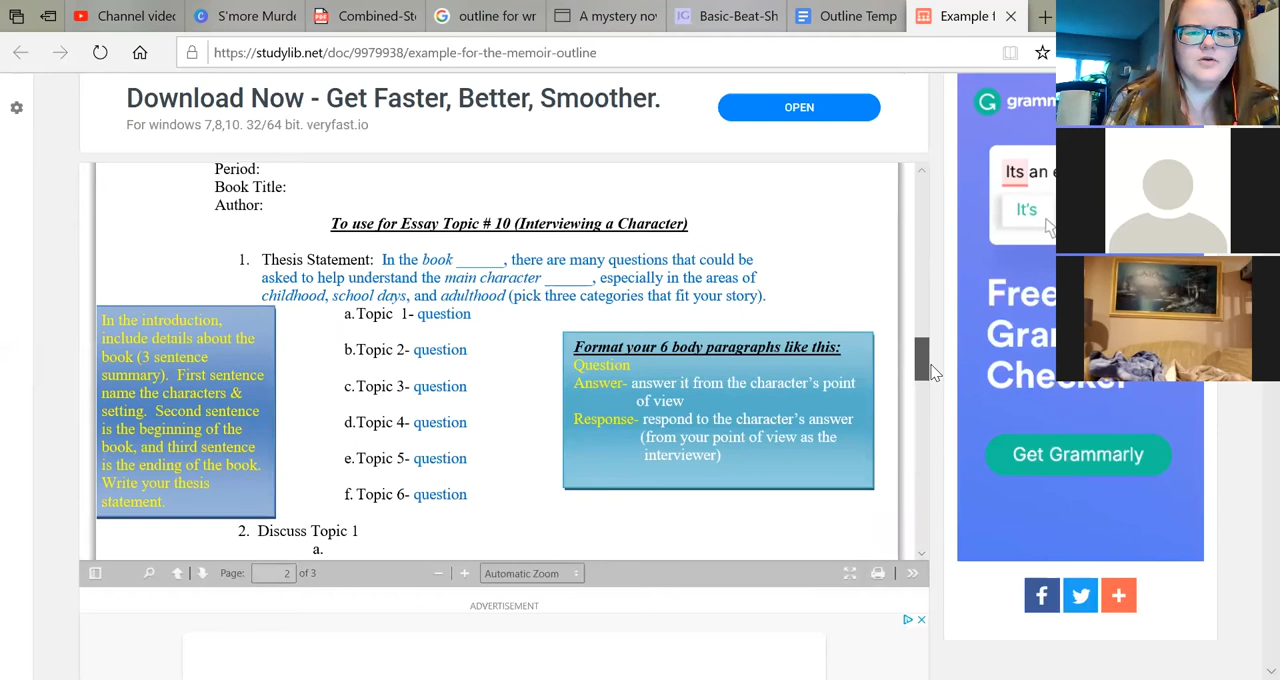 Channel video
S'more Murde
Combined-St
outline for wr
A mystery nov
Basic-Beat-Sh
Outline Temp
Example f
https://studylib.net/doc/9979938/example-for-the-memoir-outline
Download Now - Get Faster, Better, Smoother.
For windows 7,8,10. 32/64 bit. veryfast.io
OPEN
Period:
Book Title:
Author:
To use for Essay Topic # 10 (Interviewing a Character)
1. Thesis Statement: In the book ______, there are many questions that could be
asked to help understand the main character ______, especially in the areas of
childhood, school days, and adulthood (pick three categories that fit your story).
a. Topic 1- question
b. Topic 2- question
c. Topic 3- question
d. Topic 4- question
e. Topic 5- question
f. Topic 6- question
In the introduction,
include details about the
book (3 sentence
summary). First sentence
name the characters &
setting. Second sentence
is the beginning of the
book, and third sentence
is the ending of the book.
Write your thesis
statement.
Format your 6 body paragraphs like this:
Question
Answer- answer it from the character's point
of view
Response- respond to the character's answer
(from your point of view as the
interviewer)
2. Discuss Topic 1
a.
Page: 2 of 3
Automatic Zoom
ADVERTISEMENT
gramm
Its an e
It's
Free
Gra
Chec
Get Grammarly